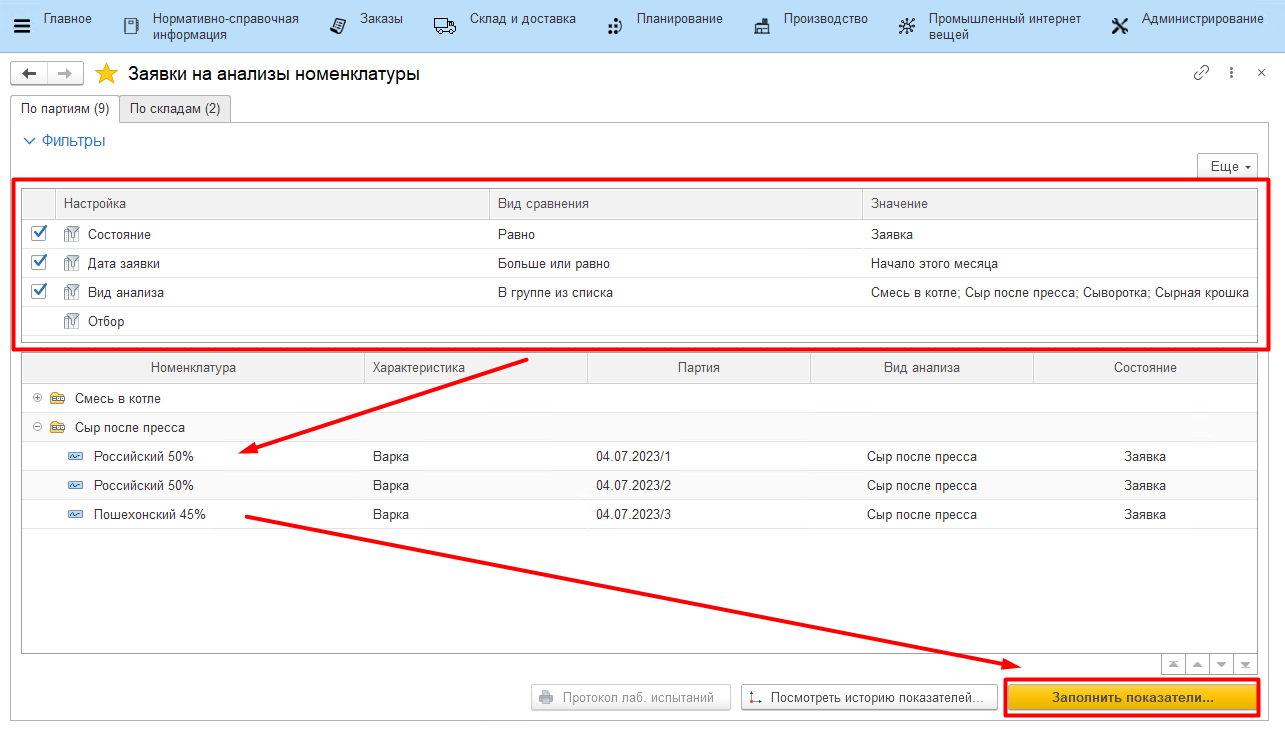 Главное
Нормативно-справочная
информация
Заказы
Склад и доставка
Планирование
Производство
Промышленный интернет
вещей
Администрирование
Заявки на анализы номенклатуры
По партиям (9)
По складам (2)
Фильтры
Еще
Настройка Вид сравнения Значение
Состояние Равно Заявка
Дата заявки Больше или равно Начало этого месяца
Вид анализа В группе из списка Смесь в котле; Сыр после пресса; Сыворотка; Сырная крошка
Отбор
Номенклатура Характеристика Партия Вид анализа Состояние
Смесь в котле
Сыр после пресса
Российский 50% Варка 04.07.2023/1 Сыр после пресса Заявка
Российский 50% Варка 04.07.2023/2 Сыр после пресса Заявка
Пошехонский 45% Варка 04.07.2023/3 Сыр после пресса Заявка
Протокол лаб. испытаний
Посмотреть историю показателей...
Заполнить показатели...